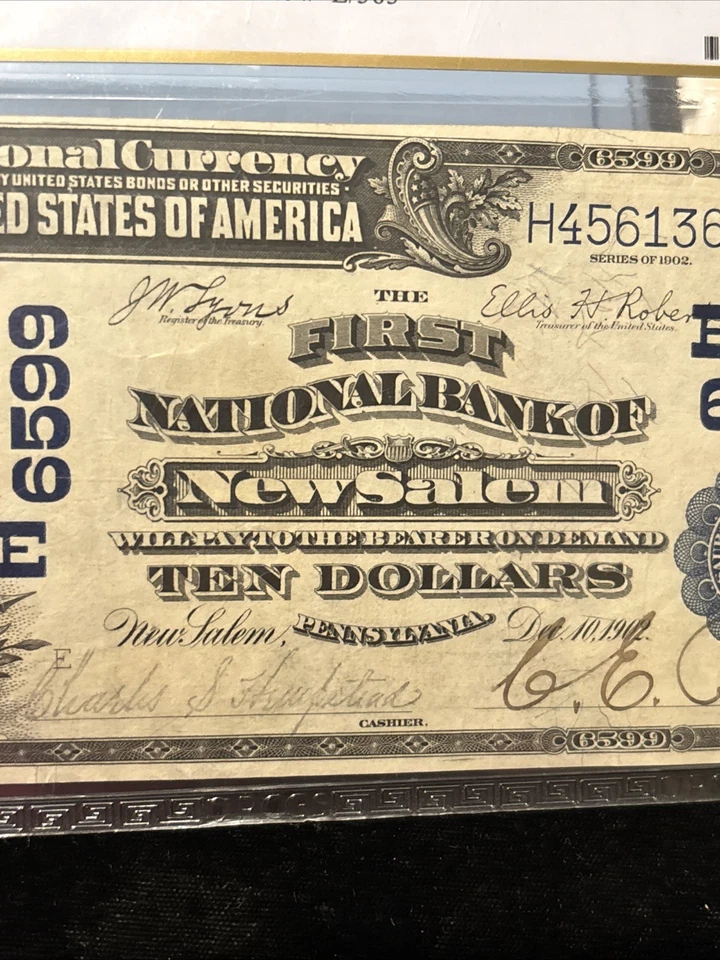 onal Currency
Y UNITED STATES BONDS OR OTHER SECURITIES
ED STATES OF AMERICA
6599
H456136
SERIES OF 1902.
J.W. Lyons
Register of the Treasury.
THE
Ellis H. Rober
Treasurer of the United States.
FIRST
NATIONAL BANK OF
New Salem
WILL PAY TO THE BEARER ON DEMAND
TEN DOLLARS
New Salem, PENNSYLVANIA, Dec. 10, 1902.
E 6599
E
6
E
Charles S Hempstead
C. E.
CASHIER.
6599